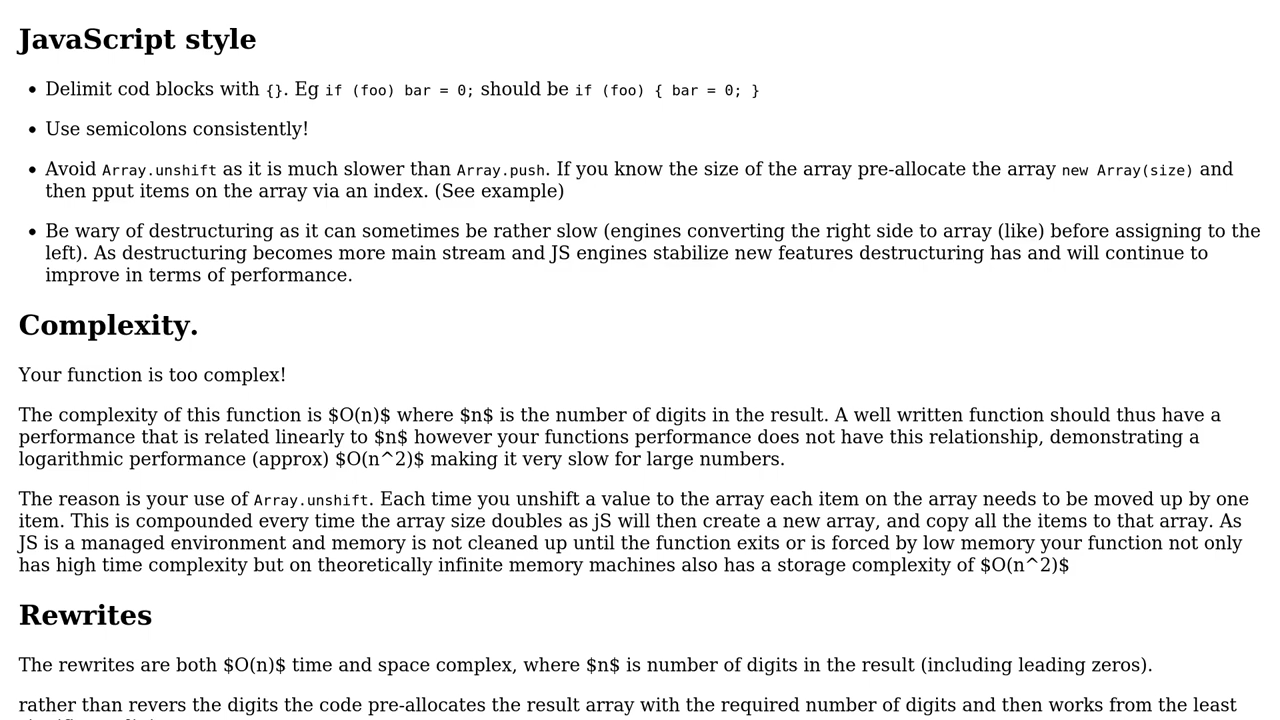 JavaScript style
• Delimit cod blocks with {}. Eg if (foo) bar = 0; should be if (foo) { bar = 0; }
• Use semicolons consistently!
• Avoid Array.unshift as it is much slower than Array.push. If you know the size of the array pre-allocate the array new Array(size) and
then pput items on the array via an index. (See example)
• Be wary of destructuring as it can sometimes be rather slow (engines converting the right side to array (like) before assigning to the
left). As destructuring becomes more main stream and JS engines stabilize new features destructuring has and will continue to
improve in terms of performance.
Complexity.
Your function is too complex!
The complexity of this function is $O(n)$ where $n$ is the number of digits in the result. A well written function should thus have a
performance that is related linearly to $n$ however your functions performance does not have this relationship, demonstrating a
logarithmic performance (approx) $O(n^2)$ making it very slow for large numbers.
The reason is your use of Array.unshift. Each time you unshift a value to the array each item on the array needs to be moved up by one
item. This is compounded every time the array size doubles as jS will then create a new array, and copy all the items to that array. As
JS is a managed environment and memory is not cleaned up until the function exits or is forced by low memory your function not only
has high time complexity but on theoretically infinite memory machines also has a storage complexity of $O(n^2)$
Rewrites
The rewrites are both $O(n)$ time and space complex, where $n$ is number of digits in the result (including leading zeros).
rather than revers the digits the code pre-allocates the result array with the required number of digits and then works from the least